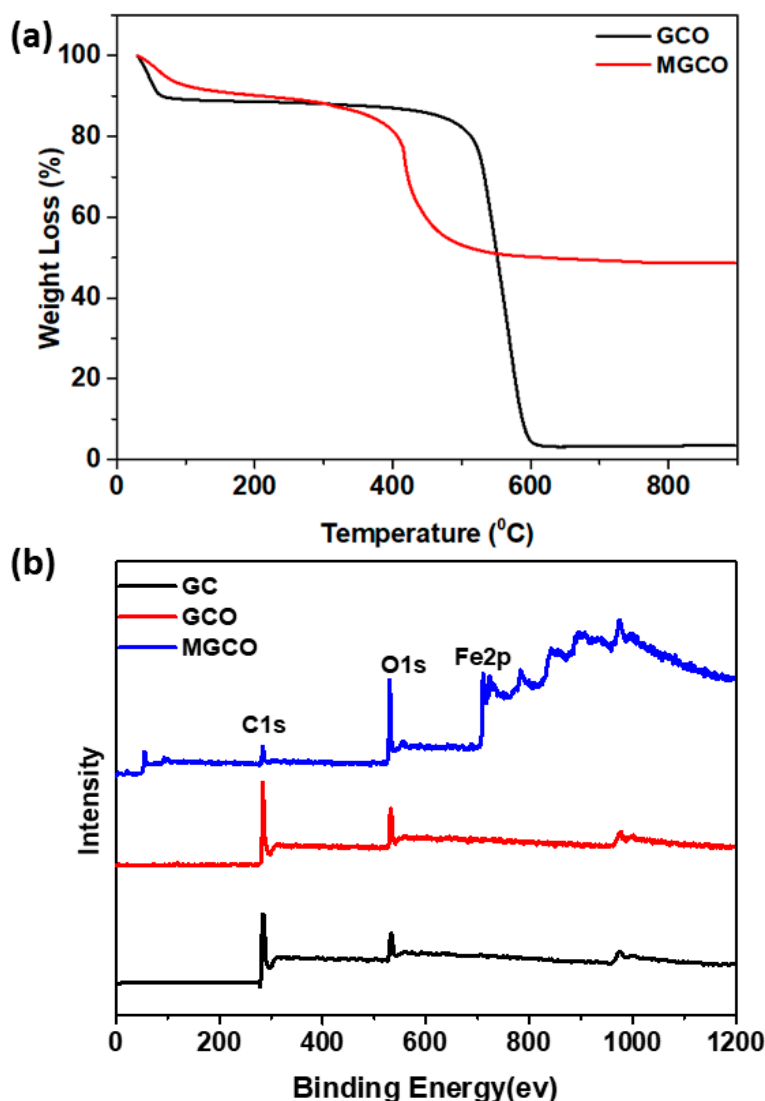 (a)
GCO
MGCO
100
80
60
40
20
0
Weight Loss (%)
0 200 400 600 800
Temperature (⁰C)
(b)
GC
GCO
MGCO
C1s
O1s
Fe2p
Intensity
0 200 400 600 800 1000 1200
Binding Energy(ev)